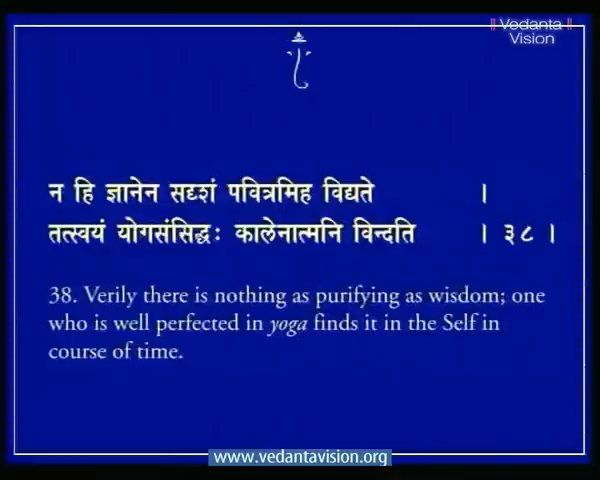 || Vedanta ||
Vision
न हि ज्ञानेन सदृशं पवित्रमिह विद्यते ।
तत्स्वयं योगसंसिद्धः कालेनात्मनि विन्दति । ३८ ।
38. Verily there is nothing as purifying as wisdom; one
who is well perfected in yoga finds it in the Self in
course of time.
www.vedantavision.org